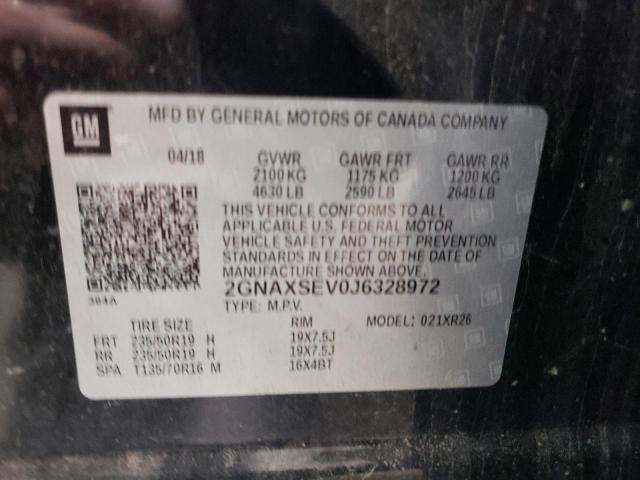 GM
MFD BY GENERAL MOTORS OF CANADA COMPANY
04/18 GVWR GAWR FRT GAWR RR
2100 KG 1175 KG 1200 KG
4630 LB 2590 LB 2645 LB
THIS VEHICLE CONFORMS TO ALL
APPLICABLE U.S. FEDERAL MOTOR
VEHICLE SAFETY AND THEFT PREVENTION
STANDARDS IN EFFECT ON THE DATE OF
MANUFACTURE SHOWN ABOVE.
384A 2GNAXSEV0J6328972
TYPE: M.P.V.
TIRE SIZE RIM MODEL: 021XR26
FRT 235/50R19 H 19X7.5J
RR 235/50R19 H 19X7.5J
SPA T135/70R16 M 16X4BT